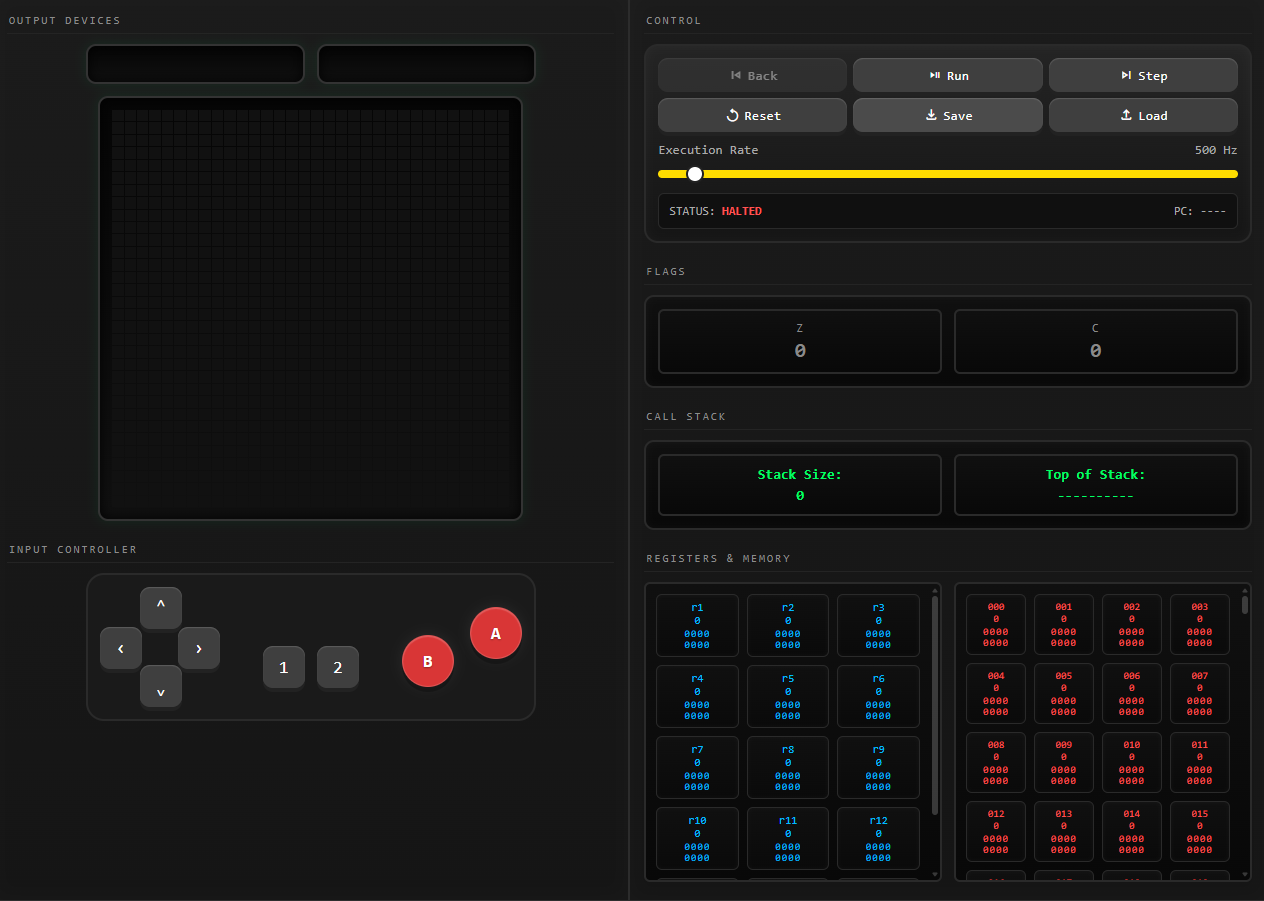 OUTPUT DEVICES
INPUT CONTROLLER
^
‹ ›
v
1 2
B
A
CONTROL
Back Run Step
Reset Save Load
Execution Rate 500 Hz
STATUS: HALTED PC: ----
FLAGS
Z C
0 0
CALL STACK
Stack Size: Top of Stack:
0 ----------
REGISTERS & MEMORY
r1 r2 r3
0 0 0
0000 0000 0000
0000 0000 0000
r4 r5 r6
0 0 0
0000 0000 0000
0000 0000 0000
r7 r8 r9
0 0 0
0000 0000 0000
0000 0000 0000
r10 r11 r12
0 0 0
0000 0000 0000
0000 0000 0000
000 001 002 003
0 0 0 0
0000 0000 0000 0000
0000 0000 0000 0000
004 005 006 007
0 0 0 0
0000 0000 0000 0000
0000 0000 0000 0000
008 009 010 011
0 0 0 0
0000 0000 0000 0000
0000 0000 0000 0000
012 013 014 015
0 0 0 0
0000 0000 0000 0000
0000 0000 0000 0000